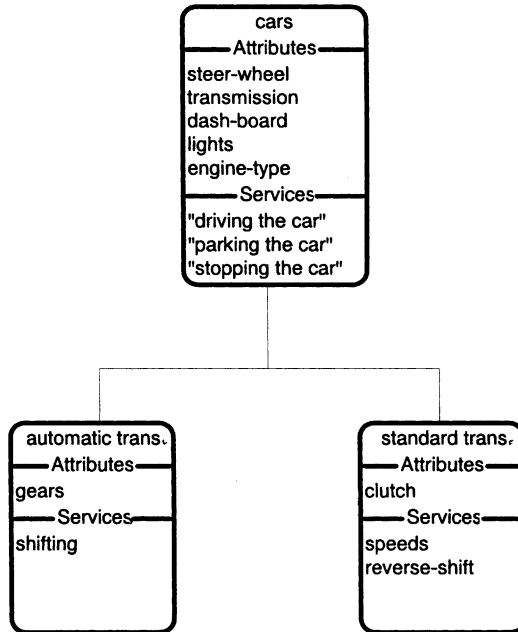 cars
Attributes
steer-wheel
transmission
dash-board
lights
engine-type
Services
"driving the car"
"parking the car"
"stopping the car"
automatic trans
Attributes
gears
Services
shifting
standard trans
Attributes
clutch
Services
speeds
reverse-shift